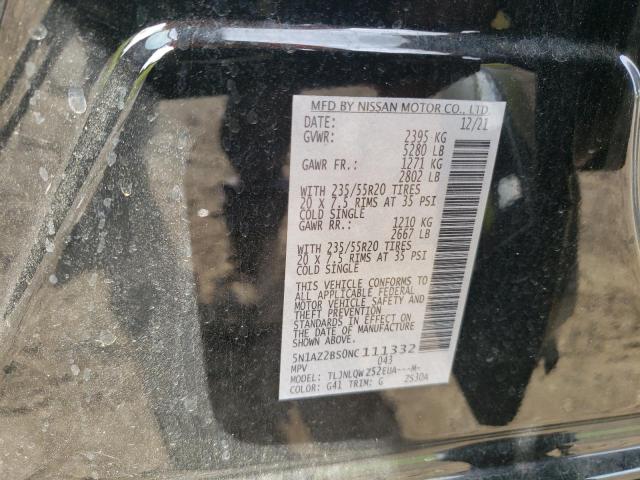 MFD BY NISSAN MOTOR CO., LTD
DATE: 12/21
GVWR: 2395 KG
5280 LB
GAWR FR.: 1271 KG
2802 LB
WITH 235/55R20 TIRES
20 X 7.5 RIMS AT 35 PSI
COLD SINGLE
GAWR RR.: 1210 KG
2667 LB
WITH 235/55R20 TIRES
20 X 7.5 RIMS AT 35 PSI
COLD SINGLE
THIS VEHICLE CONFORMS TO
ALL APPLICABLE FEDERAL
MOTOR VEHICLE SAFETY AND
THEFT PREVENTION
STANDARDS IN EFFECT ON
THE DATE OF MANUFACTURE
SHOWN ABOVE.
5N1AZ2BS0NC111332
MPV 043
MODEL: TLJNLQWZ52EUA---M-
COLOR: G41 TRIM: G ZS30A